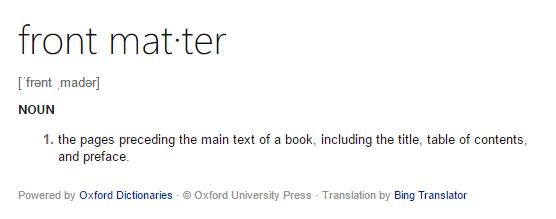 front mat·ter
[ˈfrənt ˌmadər]
NOUN
1. the pages preceding the main text of a book, including the title, table of contents,
and preface.
Powered by Oxford Dictionaries · © Oxford University Press · Translation by Bing Translator